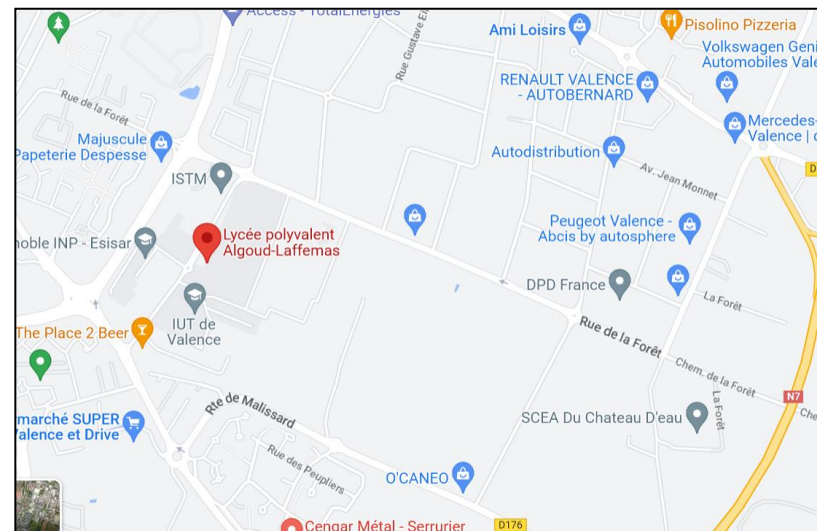 Access - TotalEnergies
Ami Loisirs
Pisolino Pizzeria
Rue Gustave
Volkswagen
Automobiles
RENAULT VALENCE
- AUTOBERNARD
Rue de la Forêt
Majuscule
Papeterie Despesse
Mercedes-
Valence |
Autodistribution
Av. Jean Monnet
ISTM
Lycée polyvalent
Algoud-Laffemas
noble INP - Esisar
Peugeot Valence -
Abcis by autosphere
DPD France
La Forêt
IUT de
Valence
The Place 2 Beer
Rue de la Forêt
Chem. de la Forêt
La Forêt
N7
Rte de Malissard
marché SUPER
Valence et Drive
SCEA Du Chateau D'eau
Rue des Peupliers
O'CANEO
D176
Cengar Métal - Serrurier